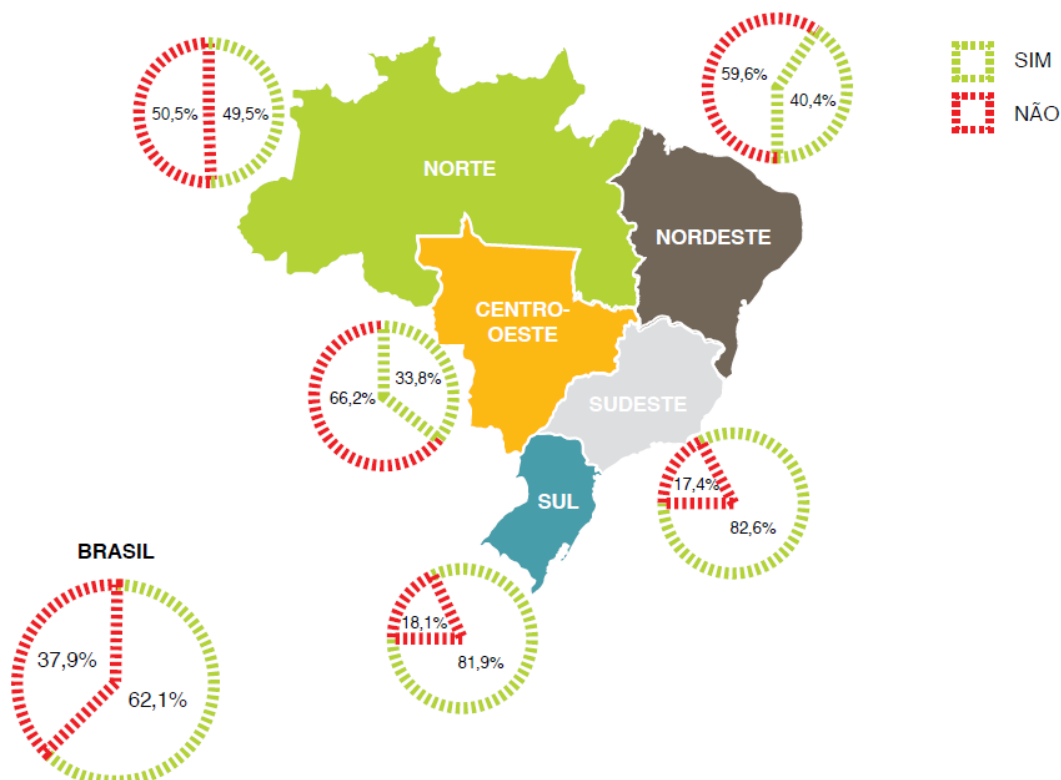 SIM
NÃO
50,5% 49,5%
59,6%
40,4%
NORTE
NORDESTE
CENTRO-
OESTE
66,2% 33,8%
SUDESTE
17,4%
82,6%
SUL
18,1%
81,9%
BRASIL
37,9%
62,1%